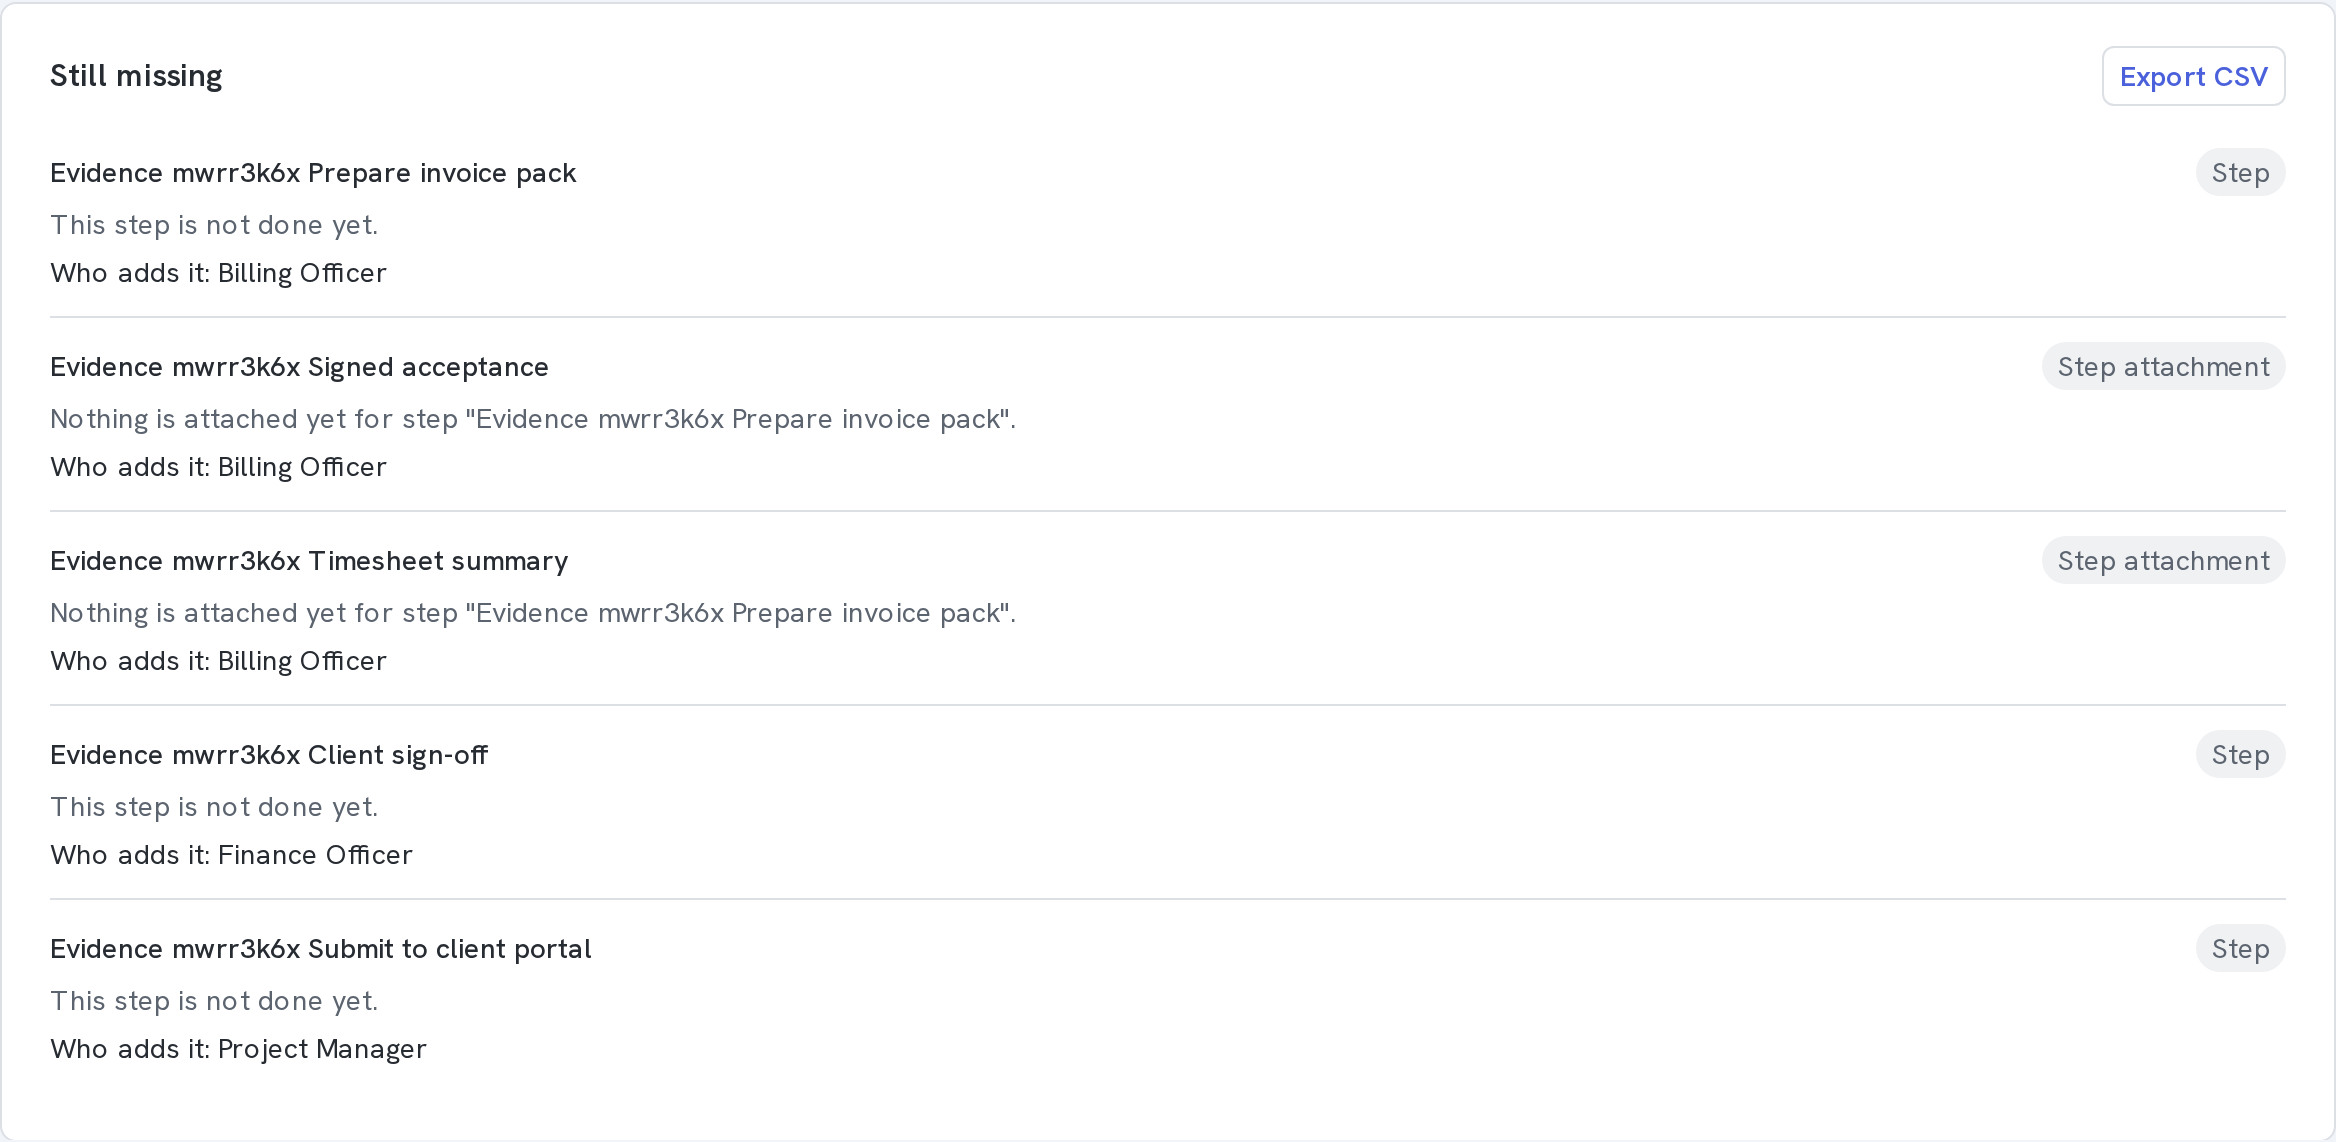 Still missing
Export CSV
Evidence mwrr3k6x Prepare invoice pack
Step
This step is not done yet.
Who adds it: Billing Officer
Evidence mwrr3k6x Signed acceptance
Step attachment
Nothing is attached yet for step "Evidence mwrr3k6x Prepare invoice pack".
Who adds it: Billing Officer
Evidence mwrr3k6x Timesheet summary
Step attachment
Nothing is attached yet for step "Evidence mwrr3k6x Prepare invoice pack".
Who adds it: Billing Officer
Evidence mwrr3k6x Client sign-off
Step
This step is not done yet.
Who adds it: Finance Officer
Evidence mwrr3k6x Submit to client portal
Step
This step is not done yet.
Who adds it: Project Manager